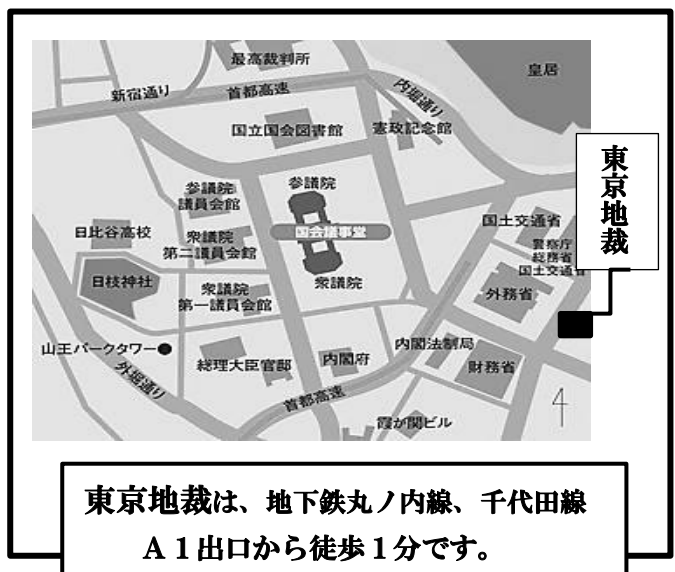 最高裁判所
皇居
新宿通り
首都高速
内堀通り
国立国会図書館
憲政記念館
東京地裁
参議院
議員会館
参議院
国土交通省
日比谷高校
衆議院
第二議員会館
国会議事堂
警察庁
総務省
国土交通省
日枝神社
衆議院
第一議員会館
衆議院
外務省
山王パークタワー
総理大臣官邸
内閣府
内閣法制局
財務省
外堀通り
首都高速
霞が関ビル
東京地裁は、地下鉄丸ノ内線、千代田線
A１出口から徒歩１分です。